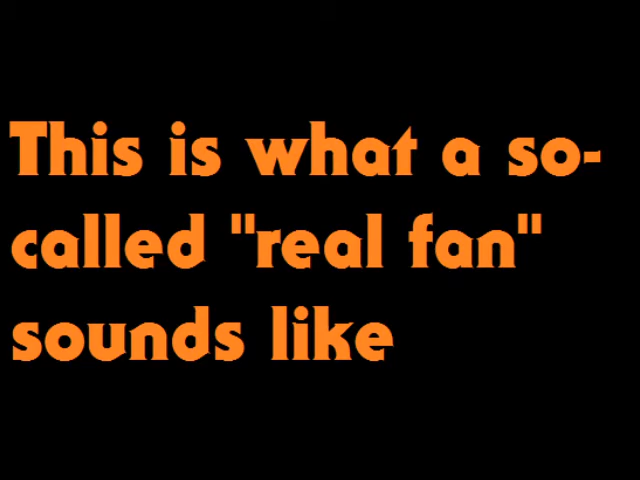 This is what a so-
called "real fan"
sounds like